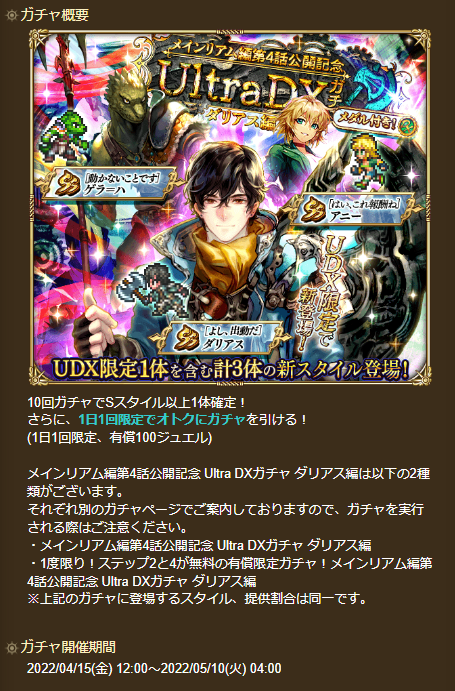 ガチャ概要
メインリアム編第4話公開記念
UltraDXガチャ
ダリアス編
メダル付き！
SS
[動かないことです]
ゲラ=ハ
SS
[はい、これ報酬ね]
アニー
UDX限定で
新登場！
SS
[よし、出動だ]
ダリアス
UDX限定1体を含む計3体の新スタイル登場！
10回ガチャでSスタイル以上1体確定！
さらに、1日1回限定でオトクにガチャを引ける！
(1日1回限定、有償100ジュエル)
メインリアム編第4話公開記念 Ultra DXガチャ ダリアス編は以下の2種
類がございます。
それぞれ別のガチャページでご案内しておりますので、ガチャを実行
される際はご注意ください。
・メインリアム編第4話公開記念 Ultra DXガチャ ダリアス編
・1度限り！ステップ2と4が無料の有償限定ガチャ！メインリアム編第
4話公開記念 Ultra DXガチャ ダリアス編
※上記のガチャに登場するスタイル、提供割合は同一です。
ガチャ開催期間
2022/04/15(金) 12:00～2022/05/10(火) 04:00